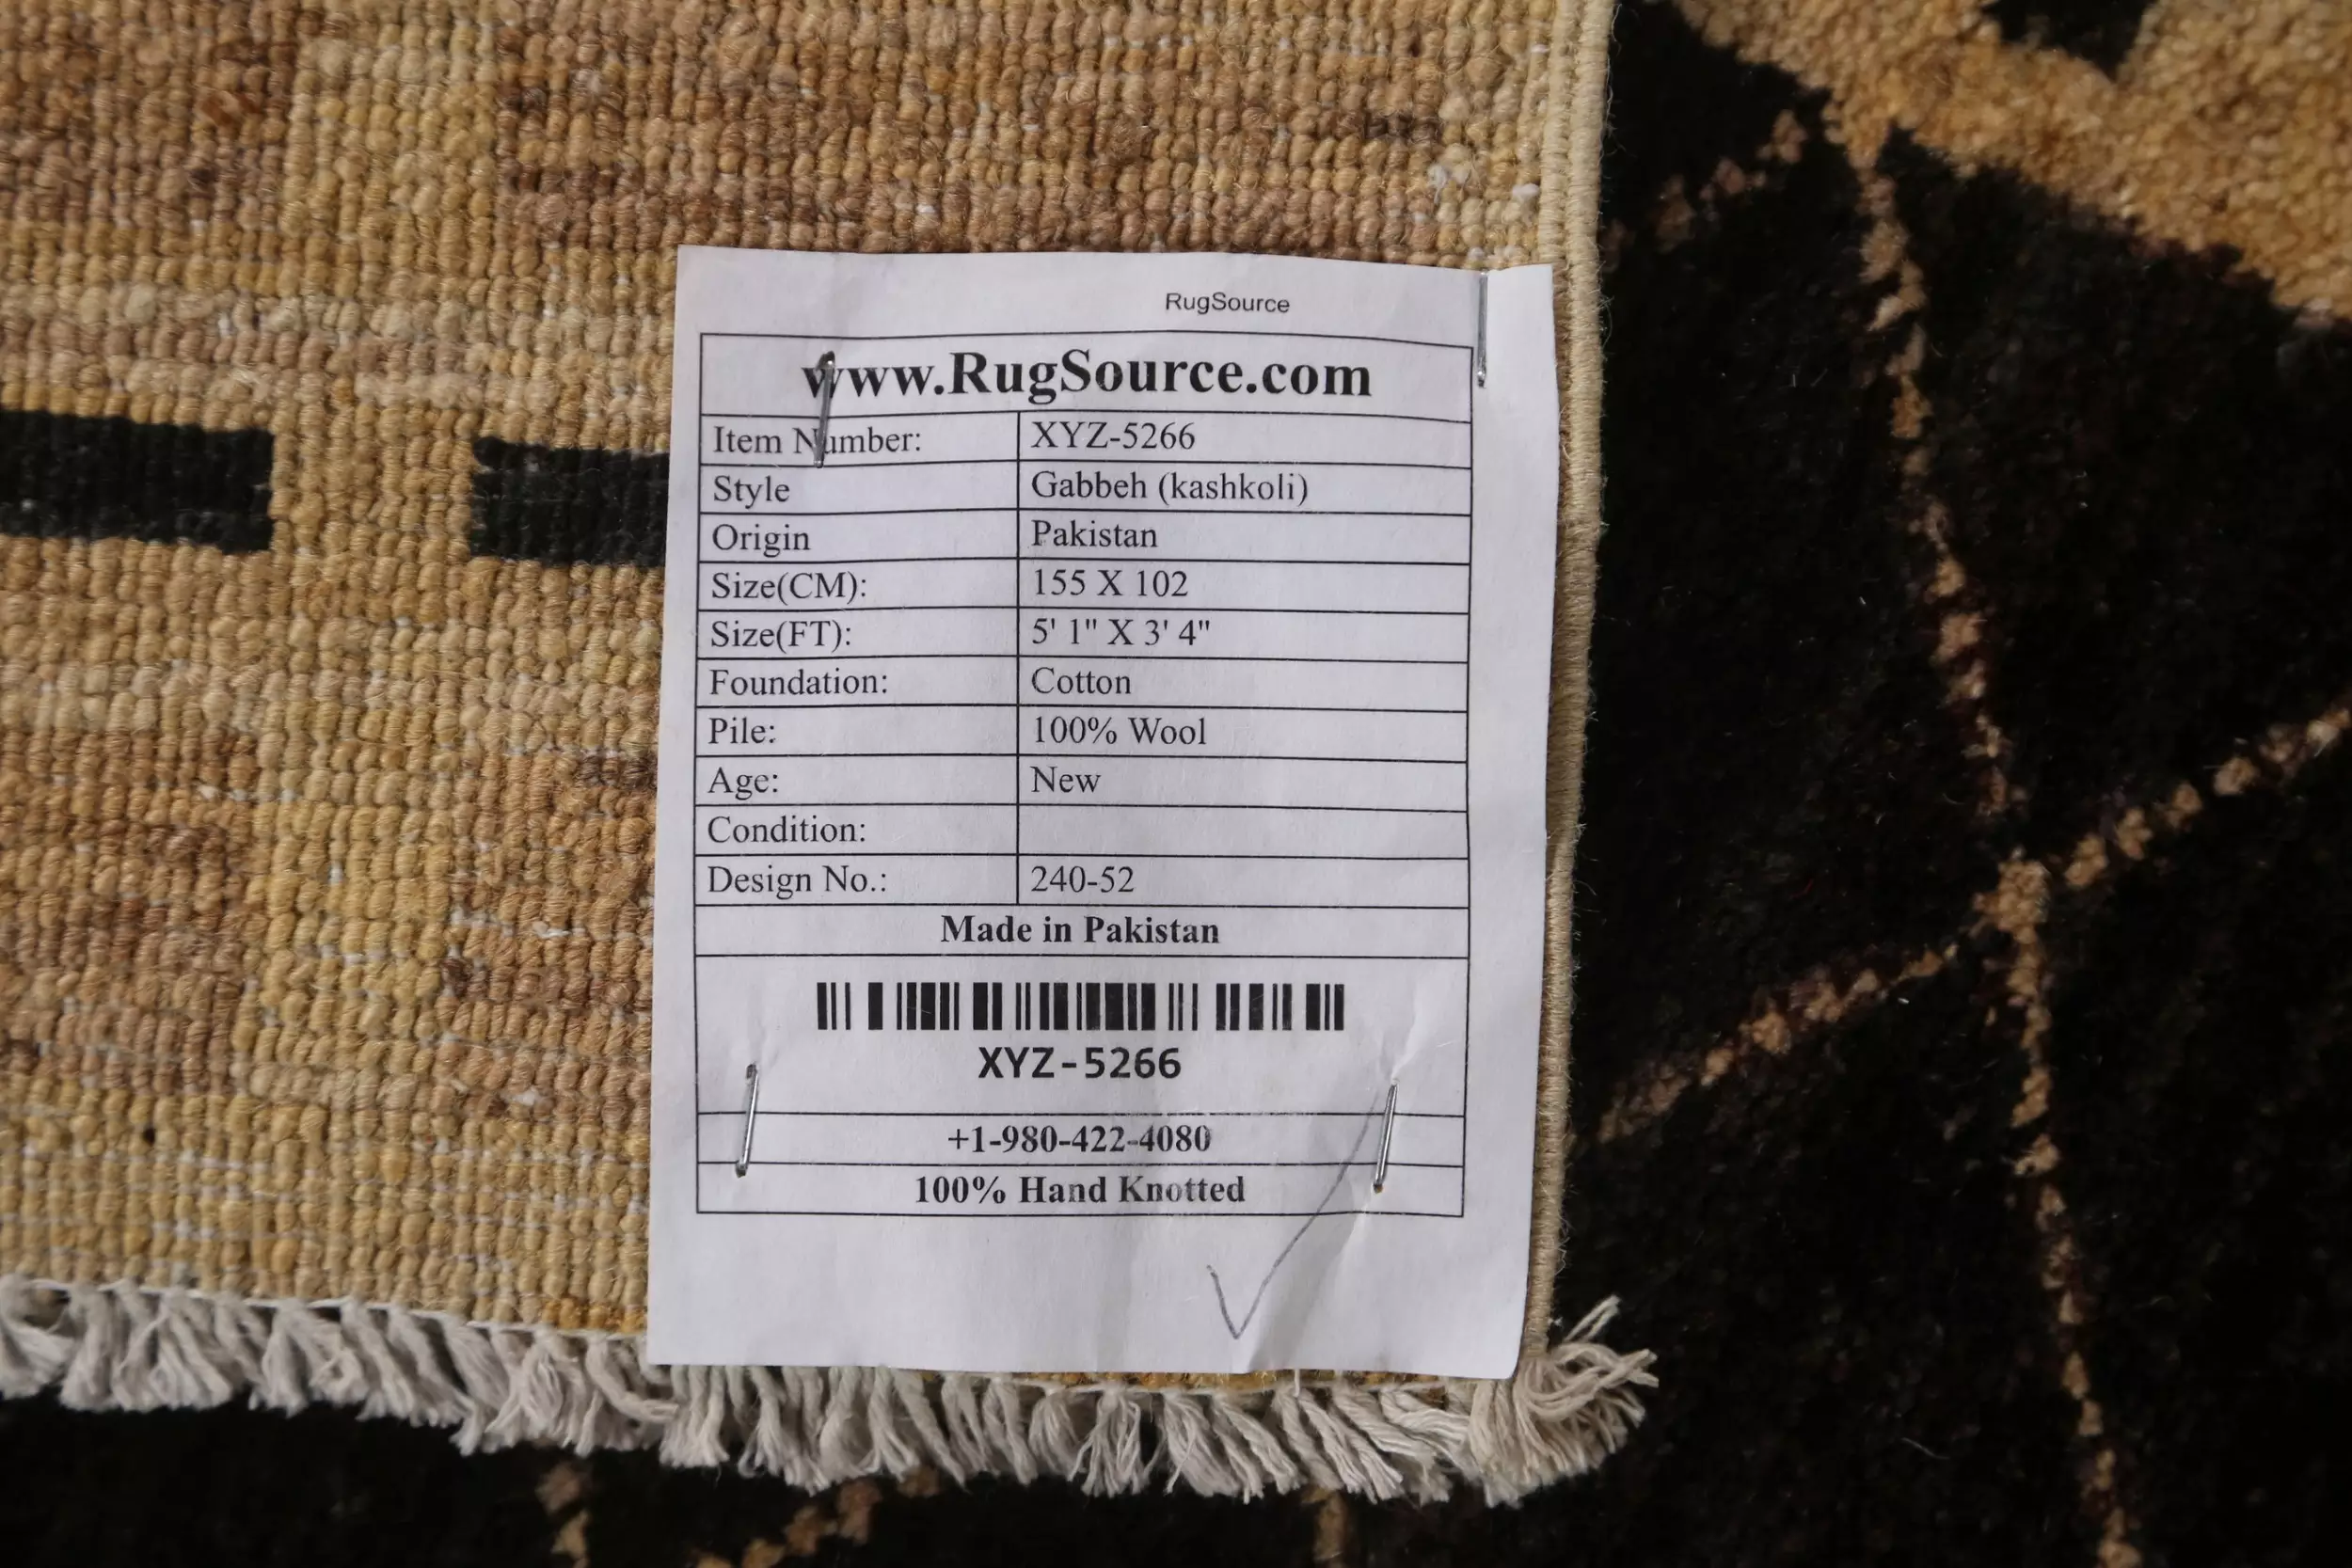 RugSource
www.RugSource.com
Item Number: XYZ-5266
Style Gabbeh (kashkoli)
Origin Pakistan
Size(CM): 155 X 102
Size(FT): 5' 1" X 3' 4"
Foundation: Cotton
Pile: 100% Wool
Age: New
Condition:
Design No.: 240-52
Made in Pakistan
XYZ-5266
+1-980-422-4080
100% Hand Knotted